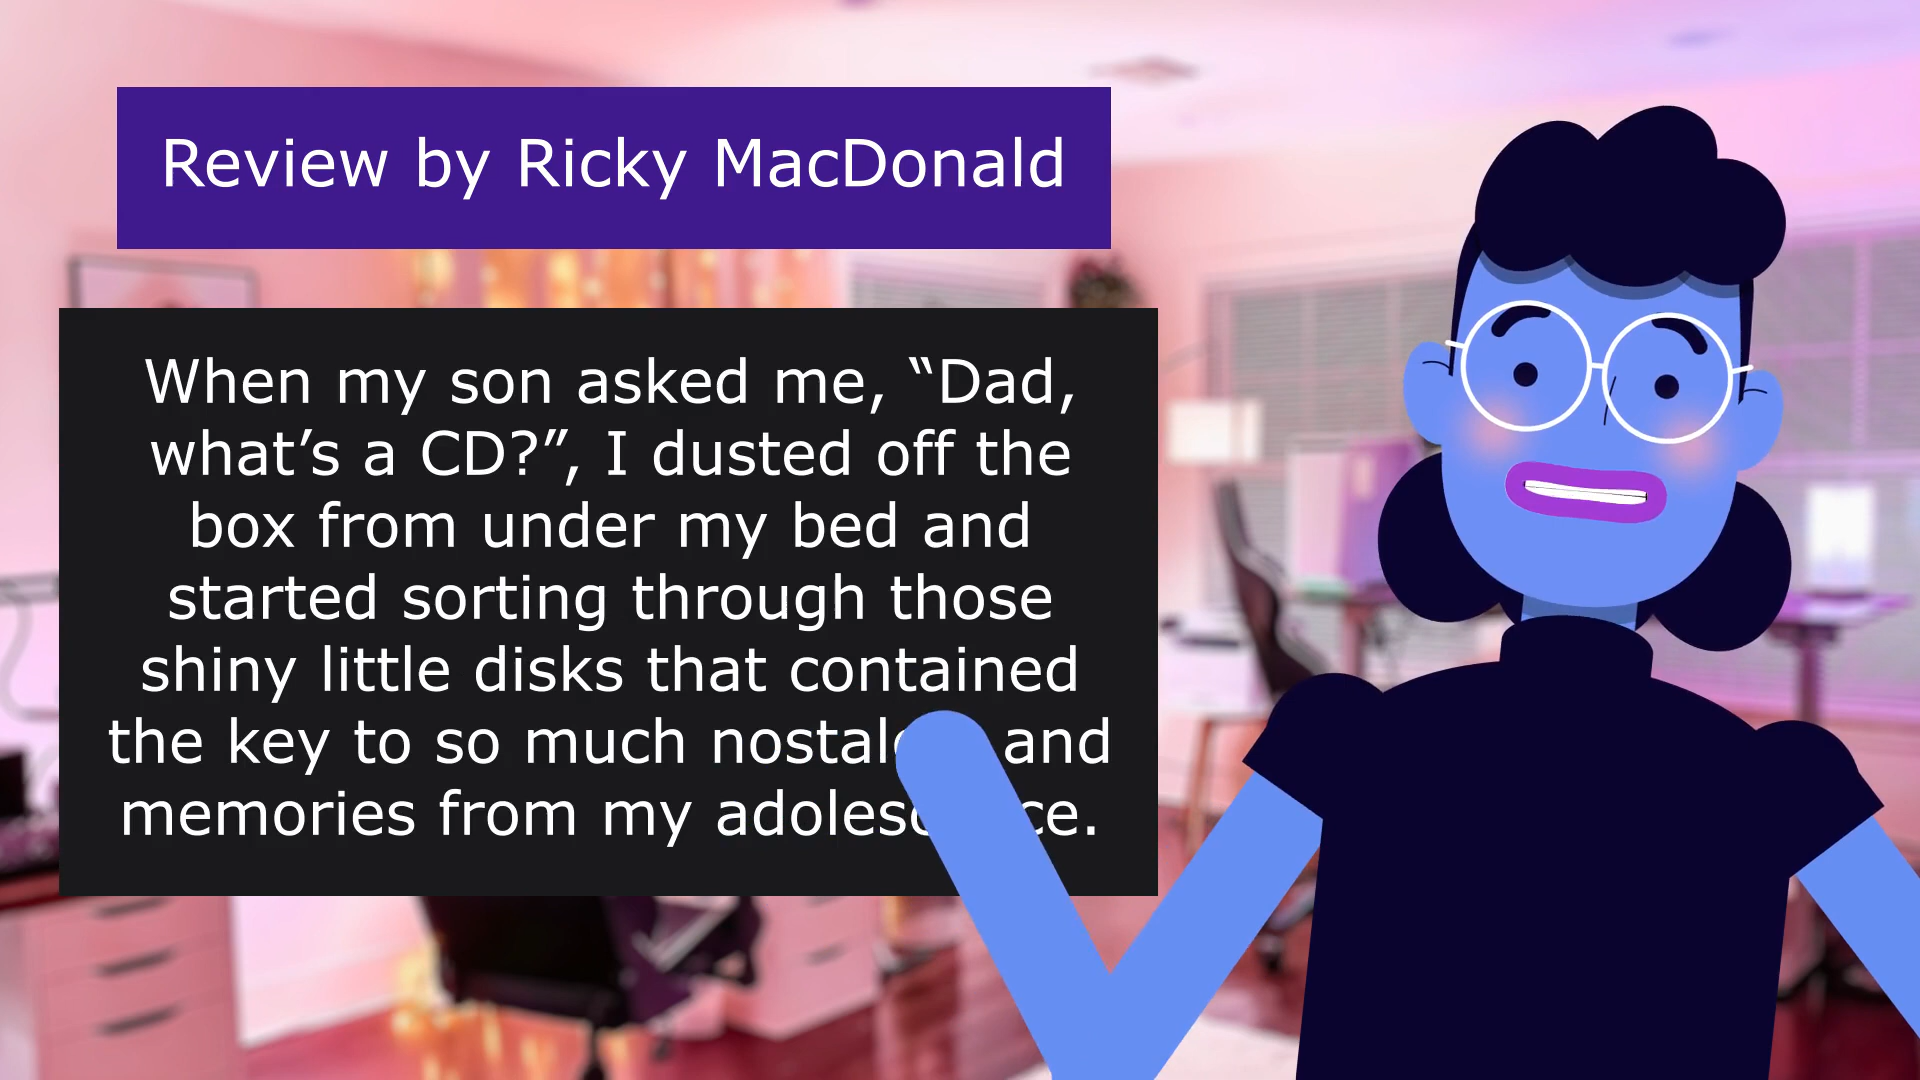 Review by Ricky MacDonald
When my son asked me, “Dad,
what’s a CD?”, I dusted off the
box from under my bed and
started sorting through those
shiny little disks that contained
the key to so much and
memories from my